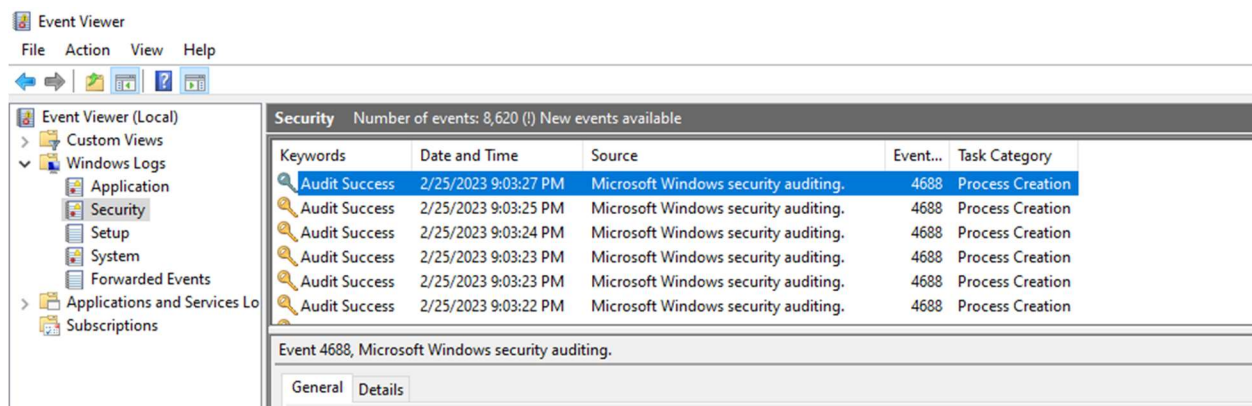 Event Viewer
File Action View Help
Event Viewer (Local)
Custom Views
Windows Logs
Application
Security
Setup
System
Forwarded Events
Applications and Services Lo
Subscriptions
Security Number of events: 8,620 (!) New events available
Keywords Date and Time Source Event... Task Category
Audit Success 2/25/2023 9:03:27 PM Microsoft Windows security auditing. 4688 Process Creation
Audit Success 2/25/2023 9:03:25 PM Microsoft Windows security auditing. 4688 Process Creation
Audit Success 2/25/2023 9:03:24 PM Microsoft Windows security auditing. 4688 Process Creation
Audit Success 2/25/2023 9:03:23 PM Microsoft Windows security auditing. 4688 Process Creation
Audit Success 2/25/2023 9:03:23 PM Microsoft Windows security auditing. 4688 Process Creation
Audit Success 2/25/2023 9:03:22 PM Microsoft Windows security auditing. 4688 Process Creation
Event 4688, Microsoft Windows security auditing.
General Details